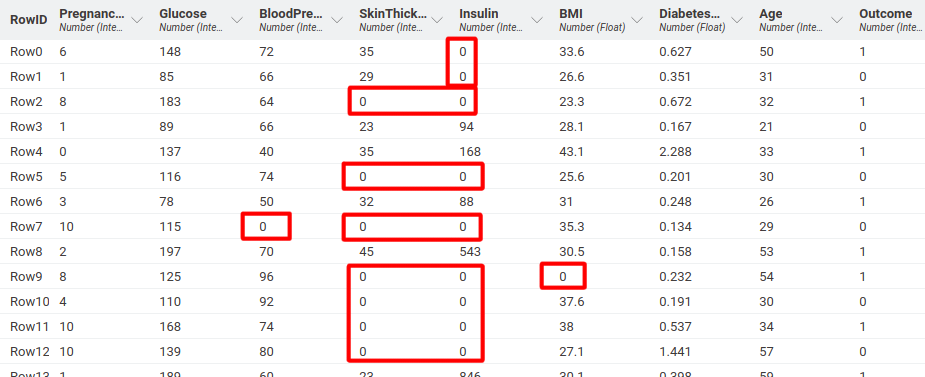 RowID Pregnanc... Glucose BloodPre... SkinThick... Insulin BMI Diabetes... Age Outcome
Number (Inte... Number (Inte... Number (Inte... Number (Inte... Number (Inte... Number (Float) Number (Float) Number (Inte... Number (Inte...
Row0 6 148 72 35 0 33.6 0.627 50 1
Row1 1 85 66 29 0 26.6 0.351 31 0
Row2 8 183 64 0 0 23.3 0.672 32 1
Row3 1 89 66 23 94 28.1 0.167 21 0
Row4 0 137 40 35 168 43.1 2.288 33 1
Row5 5 116 74 0 0 25.6 0.201 30 0
Row6 3 78 50 32 88 31 0.248 26 1
Row7 10 115 0 0 0 35.3 0.134 29 0
Row8 2 197 70 45 543 30.5 0.158 53 1
Row9 8 125 96 0 0 0 0.232 54 1
Row10 4 110 92 0 0 37.6 0.191 30 0
Row11 10 168 74 0 0 38 0.537 34 1
Row12 10 139 80 0 0 27.1 1.441 57 0
Row13 1 189 60 23 846 30.1 0.398 59 1